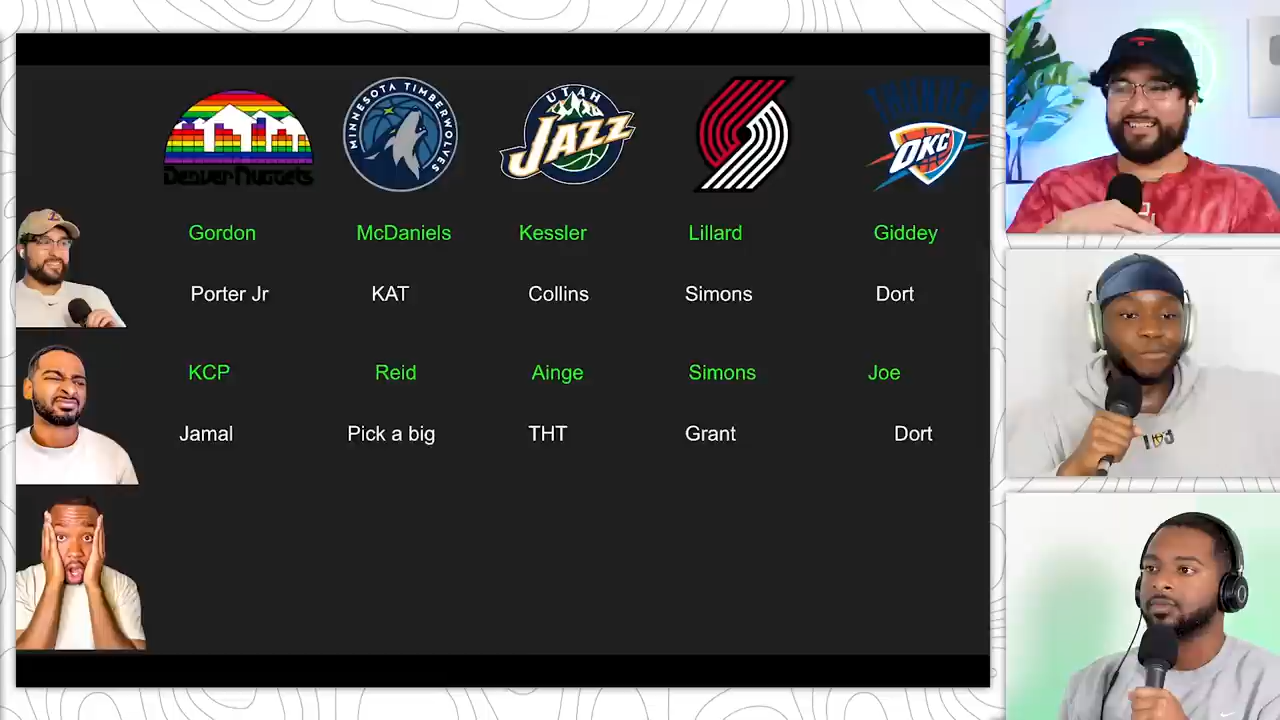 Denver Nuggets
MINNESOTA TIMBERWOLVES
UTAH
JAZZ
THUNDER
OKC
Gordon McDaniels Kessler Lillard Giddey
Porter Jr KAT Collins Simons Dort
KCP Reid Ainge Simons Joe
Jamal Pick a big THT Grant Dort